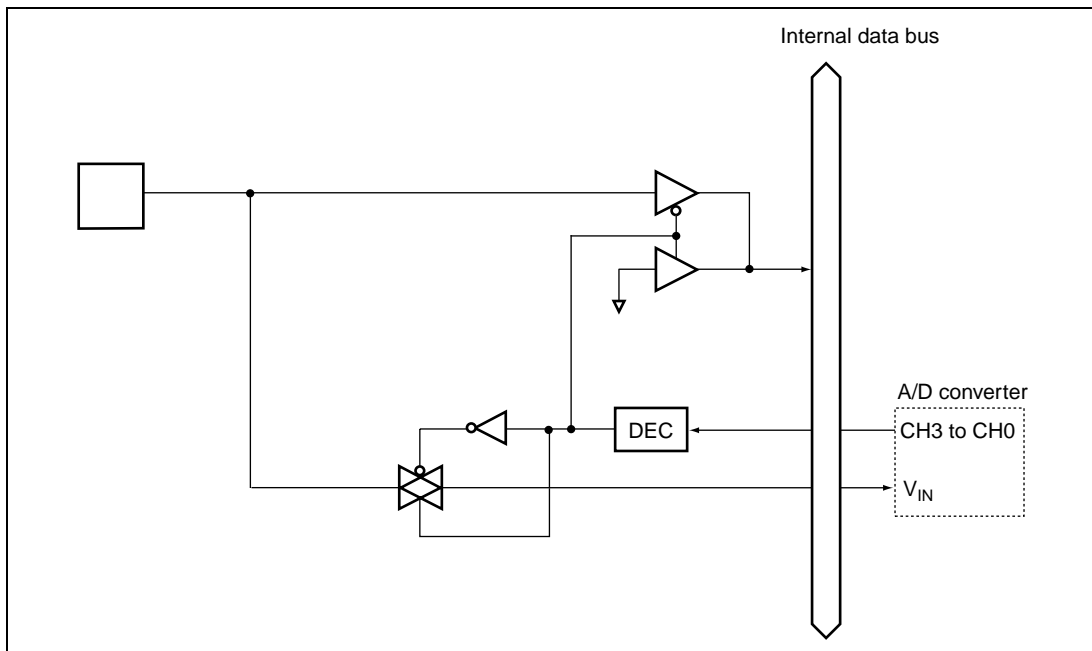 Internal data bus
A/D converter
DEC
CH3 to CH0
VIN